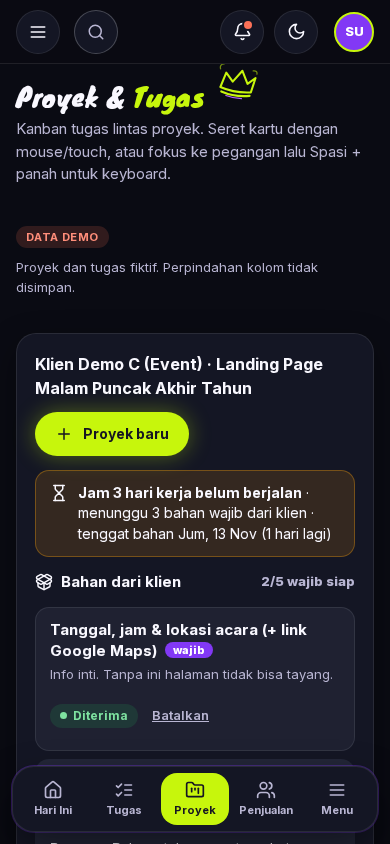 SU
Proyek & Tugas
Kanban tugas lintas proyek. Seret kartu dengan
mouse/touch, atau fokus ke pegangan lalu Spasi +
panah untuk keyboard.
DATA DEMO
Proyek dan tugas fiktif. Perpindahan kolom tidak
disimpan.
Klien Demo C (Event) · Landing Page
Malam Puncak Akhir Tahun
Proyek baru
Jam 3 hari kerja belum berjalan ·
menunggu 3 bahan wajib dari klien ·
tenggat bahan Jum, 13 Nov (1 hari lagi)
Bahan dari klien 2/5 wajib siap
Tanggal, jam & lokasi acara (+ link
Google Maps) wajib
Info inti. Tanpa ini halaman tidak bisa tayang.
Diterima Batalkan
Hari Ini Tugas Proyek Penjualan Menu